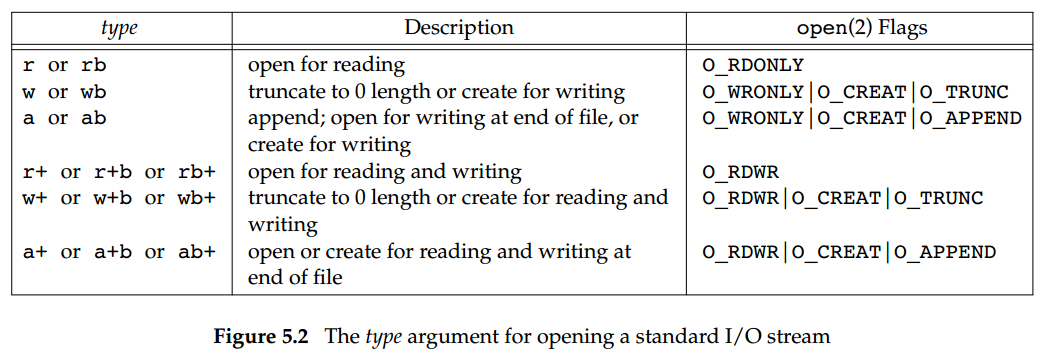 type Description open(2) Flags
r or rb open for reading O_RDONLY
w or wb truncate to 0 length or create for writing O_WRONLY|O_CREAT|O_TRUNC
a or ab append; open for writing at end of file, or O_WRONLY|O_CREAT|O_APPEND
create for writing
r+ or r+b or rb+ open for reading and writing O_RDWR
w+ or w+b or wb+ truncate to 0 length or create for reading and O_RDWR|O_CREAT|O_TRUNC
writing
a+ or a+b or ab+ open or create for reading and writing at O_RDWR|O_CREAT|O_APPEND
end of file
Figure 5.2 The type argument for opening a standard I/O stream